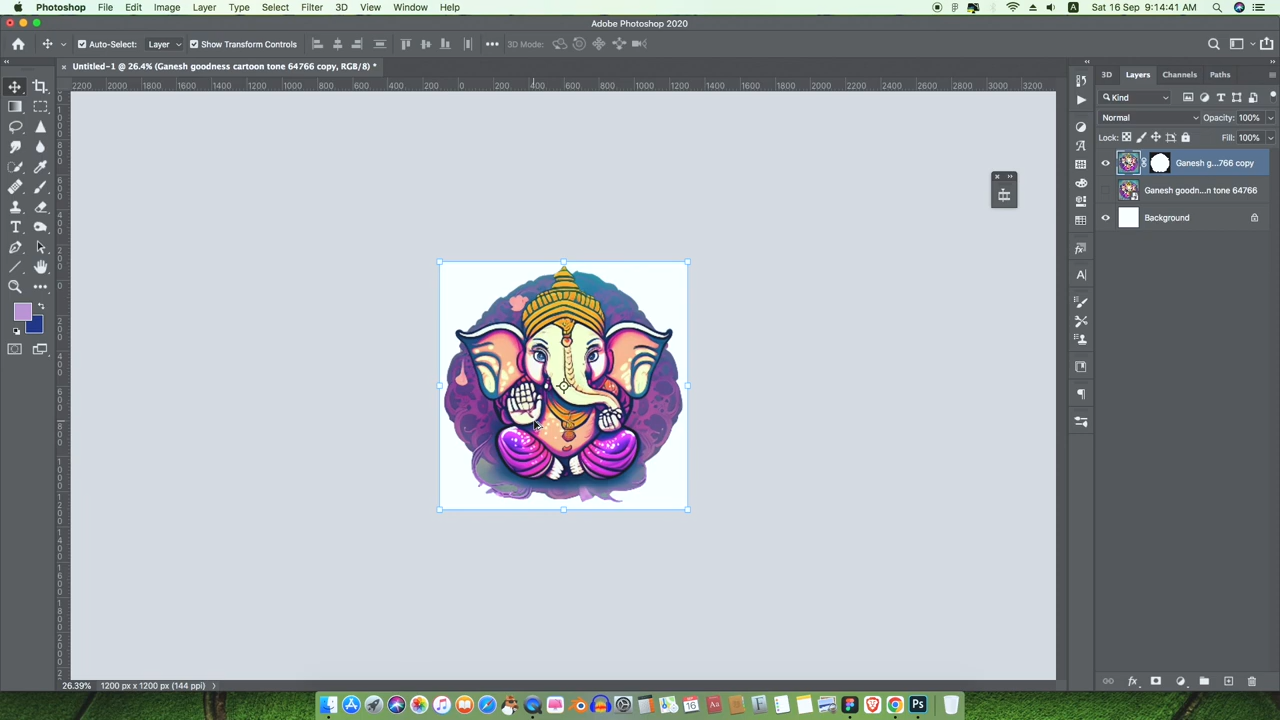 Photoshop File Edit Image Layer Type Select Filter 3D View Window Help Sat 16 Sep 9:14:41 AM
Adobe Photoshop 2020
Auto-Select: Layer Show Transform Controls 3D Mode:
Untitled-1 @ 26.4% (Ganesh goodness cartoon tone 64766 copy, RGB/8) *
3D Layers Channels Paths
2200 2000 1800 1600 1400 1200 1000 800 600 400 200 0 200 400 600 800 1000 1200 1400 1600 1800 2000 2200 2400 2600 2800 3000 3200
Kind
Normal Opacity: 100%
Lock: Fill: 100%
Ganesh g...766 copy
Ganesh goodn...n tone 64766
Background
26.39% 1200 px x 1200 px (144 ppi)